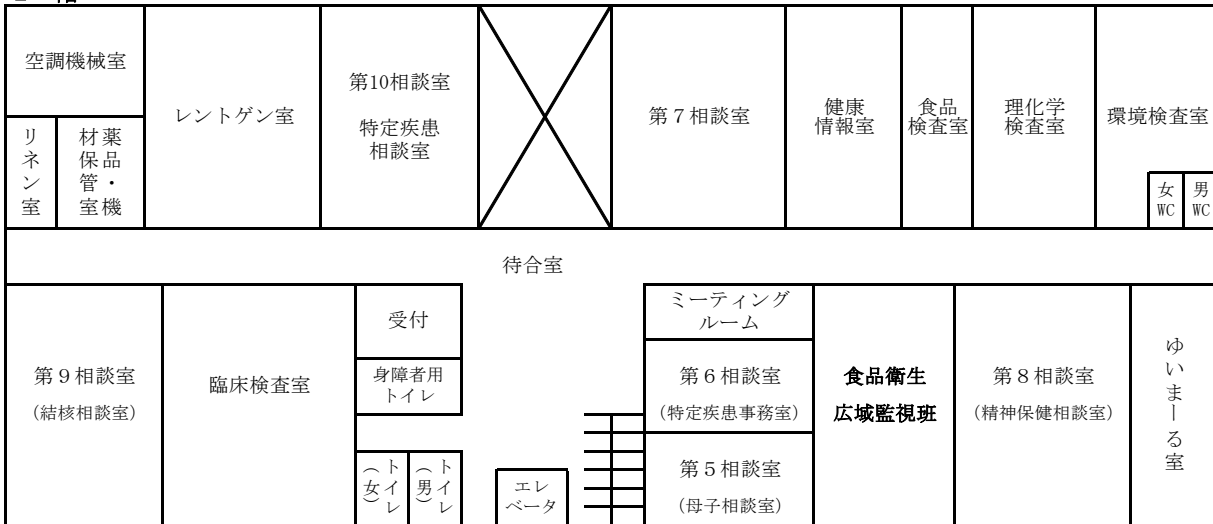 空調機械室
リネン室
材薬
保品
管・
室機
レントゲン室
第10相談室
特定疾患
相談室
第７相談室
健康
情報室
食品
検査室
理化学
検査室
環境検査室
女
WC
男
WC
待合室
第９相談室
(結核相談室)
臨床検査室
受付
身障者用
トイレ
トイレ
(女)
トイレ
(男)
エレ
ベータ
ミーティング
ルーム
第６相談室
(特定疾患事務室)
第５相談室
(母子相談室)
食品衛生
広域監視班
第８相談室
(精神保健相談室)
ゆいまーる室